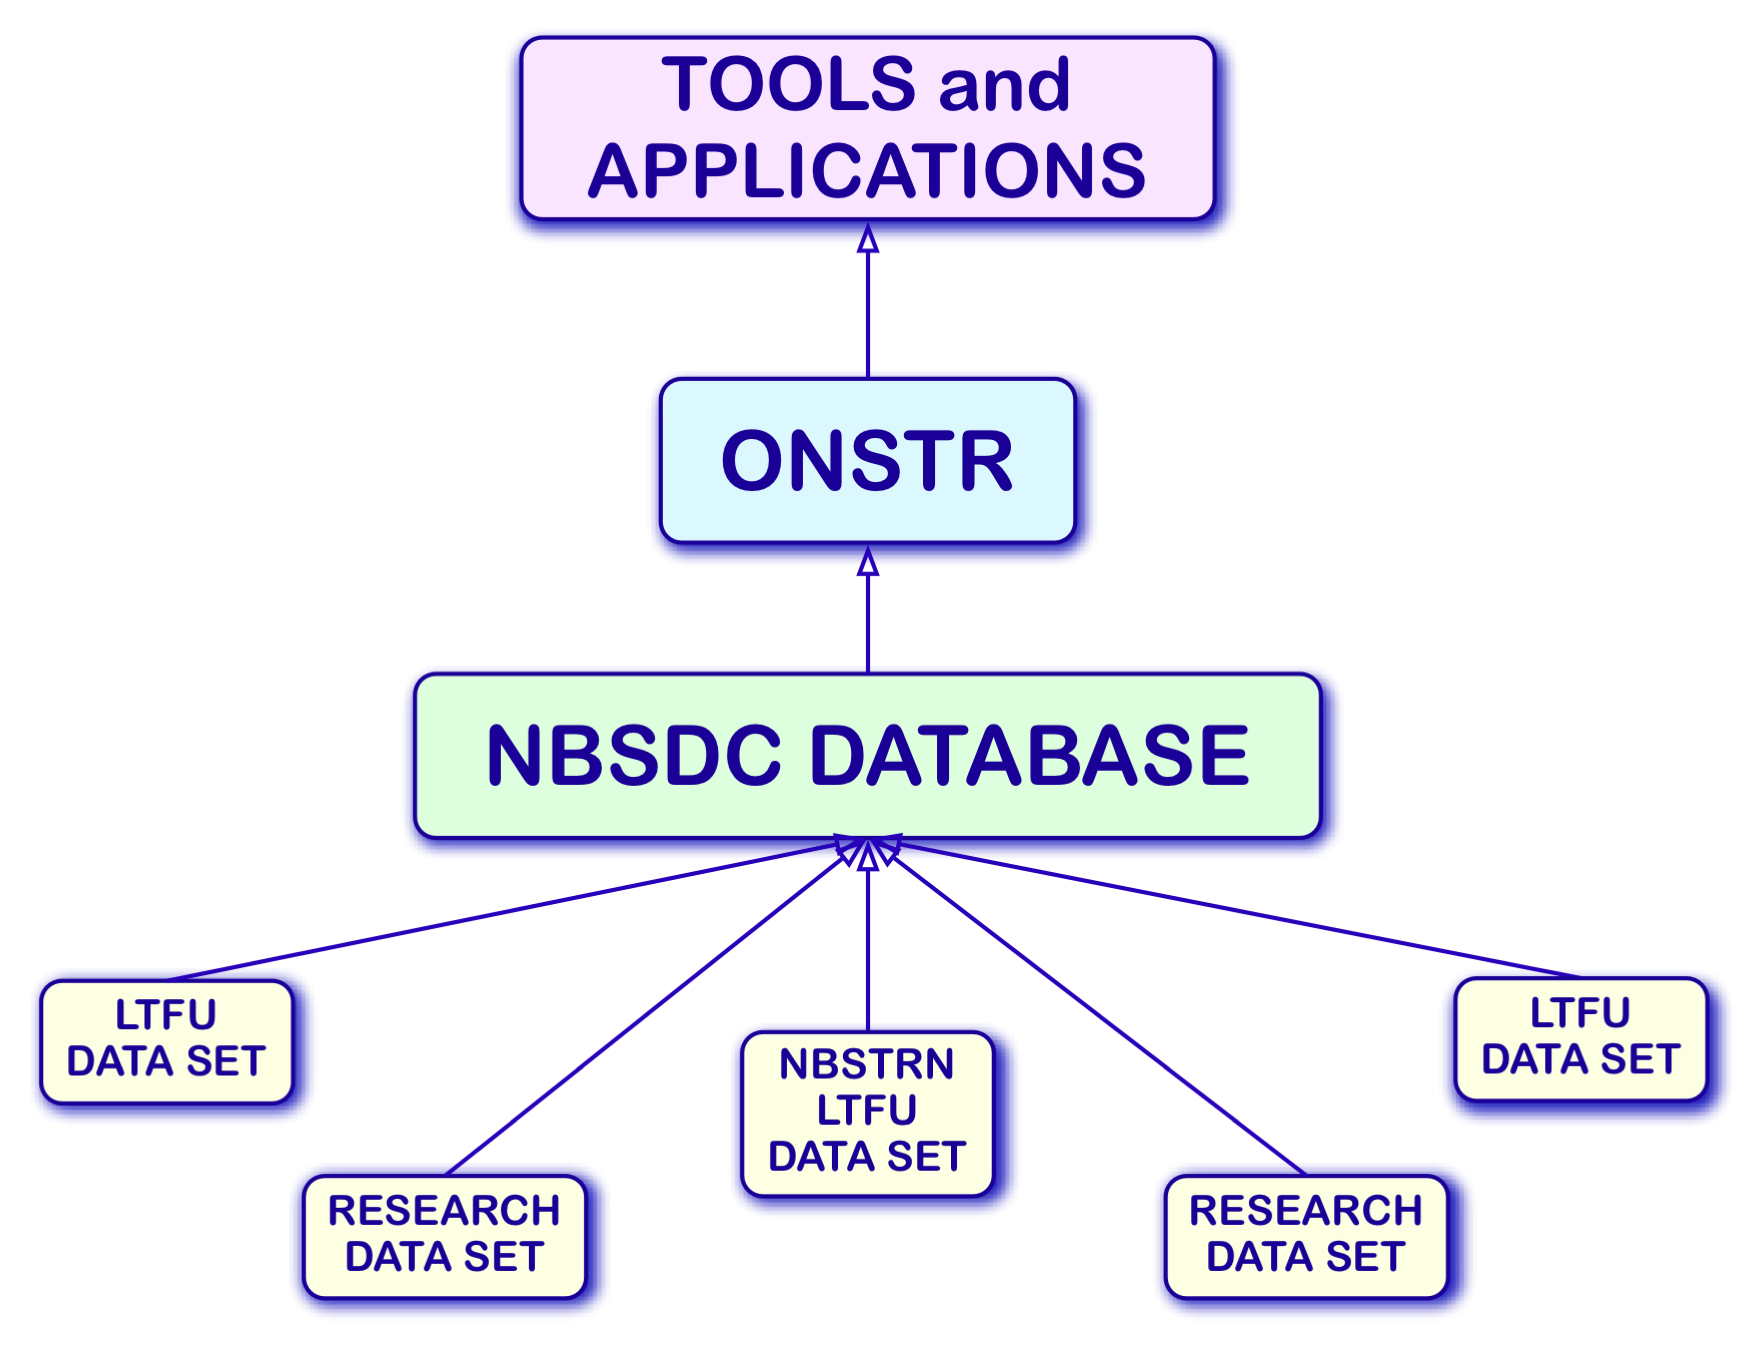 TOOLS and
APPLICATIONS
ONSTR
NBSDC DATABASE
LTFU
DATA SET
RESEARCH
DATA SET
NBSTRN
LTFU
DATA SET
RESEARCH
DATA SET
LTFU
DATA SET